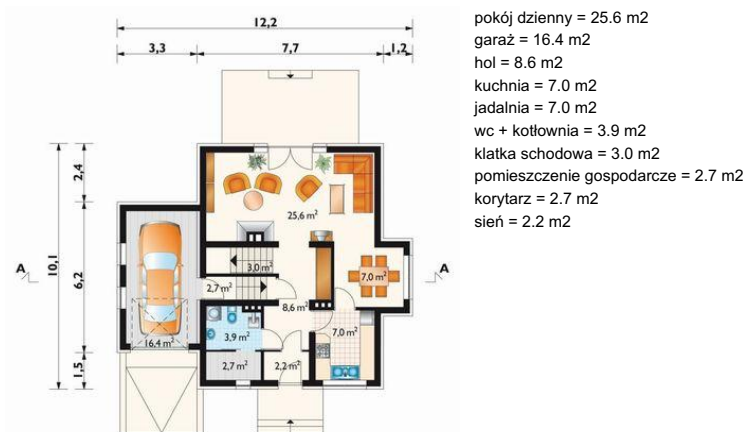 12,2
3,3
7,7
1,2
pokój dzienny = 25.6 m2
garaż = 16.4 m2
hol = 8.6 m2
kuchnia = 7.0 m2
jadalnia = 7.0 m2
wc + kotłownia = 3.9 m2
klatka schodowa = 3.0 m2
pomieszczenie gospodarcze = 2.7 m2
korytarz = 2.7 m2
sień = 2.2 m2
2,4
10,1
6,2
1,5
25,6 m²
A
3,0 m²
7,0 m²
A
2,7 m²
8,6 m²
3,9 m²
7,0 m²
16,4 m²
2,7 m²
2,2 m²